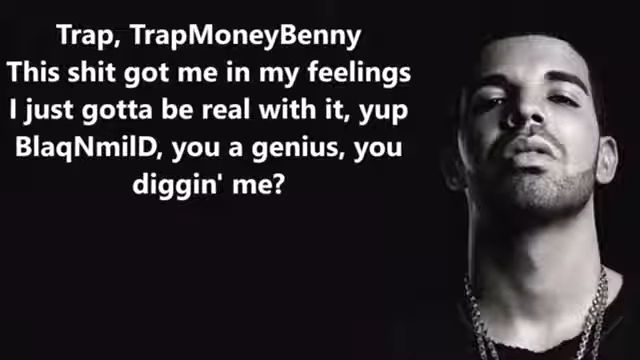 Trap, TrapMoneyBenny
This shit got me in my feelings
I just gotta be real with it, yup
BlaqNmilD, you a genius, you
diggin' me?